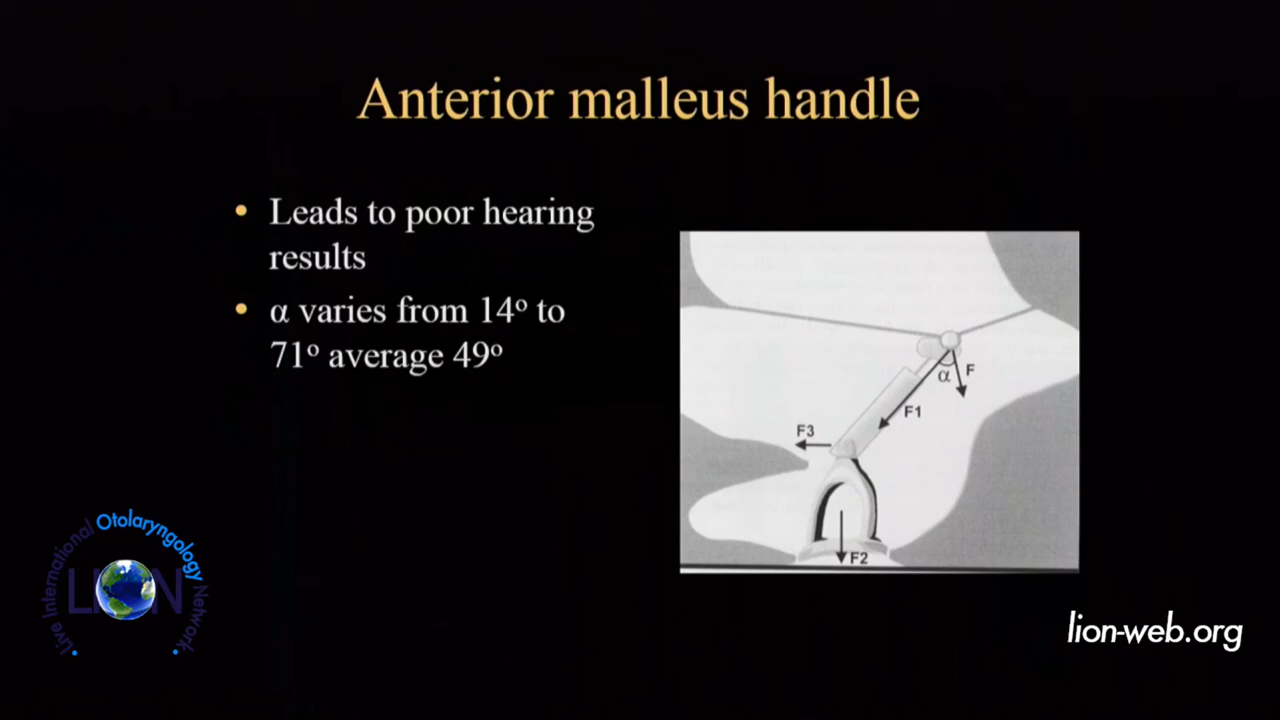 Anterior malleus handle
• Leads to poor hearing
results
• α varies from 14º to
71º average 49º
α
F
F1
F3
F2
Live International Otolaryngology Network
LION
lion-web.org